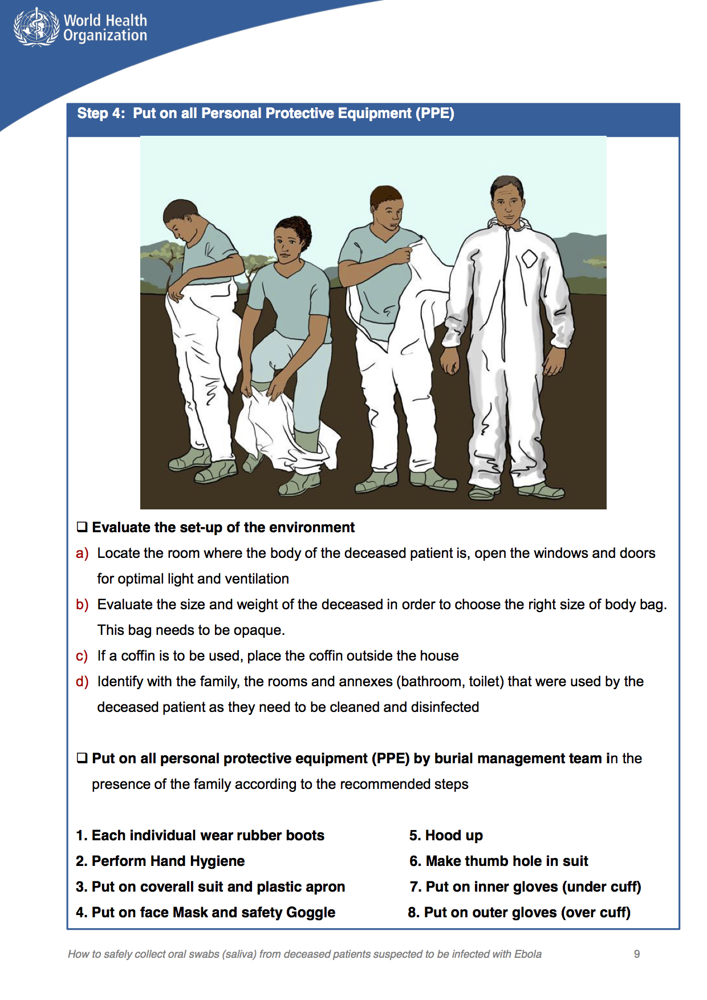 World Health
Organization
Step 4: Put on all Personal Protective Equipment (PPE)
❑ Evaluate the set-up of the environment
a) Locate the room where the body of the deceased patient is, open the windows and doors
for optimal light and ventilation
b) Evaluate the size and weight of the deceased in order to choose the right size of body bag.
This bag needs to be opaque.
c) If a coffin is to be used, place the coffin outside the house
d) Identify with the family, the rooms and annexes (bathroom, toilet) that were used by the
deceased patient as they need to be cleaned and disinfected
❑ Put on all personal protective equipment (PPE) by burial management team in the
presence of the family according to the recommended steps
1. Each individual wear rubber boots
2. Perform Hand Hygiene
3. Put on coverall suit and plastic apron
4. Put on face Mask and safety Goggle
5. Hood up
6. Make thumb hole in suit
7. Put on inner gloves (under cuff)
8. Put on outer gloves (over cuff)
How to safely collect oral swabs (saliva) from deceased patients suspected to be infected with Ebola
9